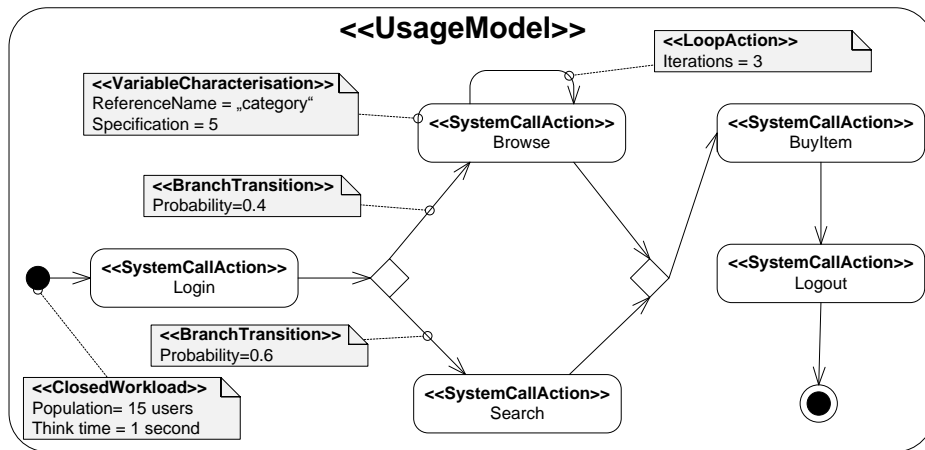 <<UsageModel>>
<<LoopAction>>
Iterations = 3
<<VariableCharacterisation>>
ReferenceName = „category“
Specification = 5
<<SystemCallAction>>
Browse
<<SystemCallAction>>
BuyItem
<<BranchTransition>>
Probability=0.4
<<SystemCallAction>>
Login
<<SystemCallAction>>
Logout
<<BranchTransition>>
Probability=0.6
<<ClosedWorkload>>
Population= 15 users
Think time = 1 second
<<SystemCallAction>>
Search